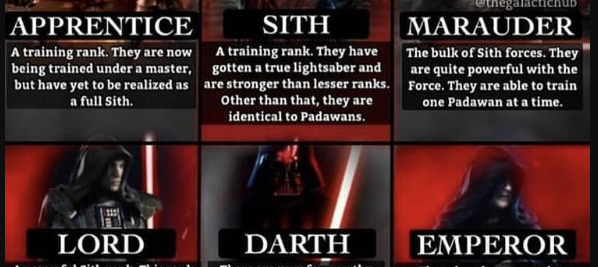 @thegalactichub
APPRENTICE
A training rank. They are now
being trained under a master,
but have yet to be realized as
a full Sith.
SITH
A training rank. They have
gotten a true lightsaber and
are stronger than lesser ranks.
Other than that, they are
identical to Padawans.
MARAUDER
The bulk of Sith forces. They
are quite powerful with the
Force. They are able to train
one Padawan at a time.
LORD
DARTH
EMPEROR